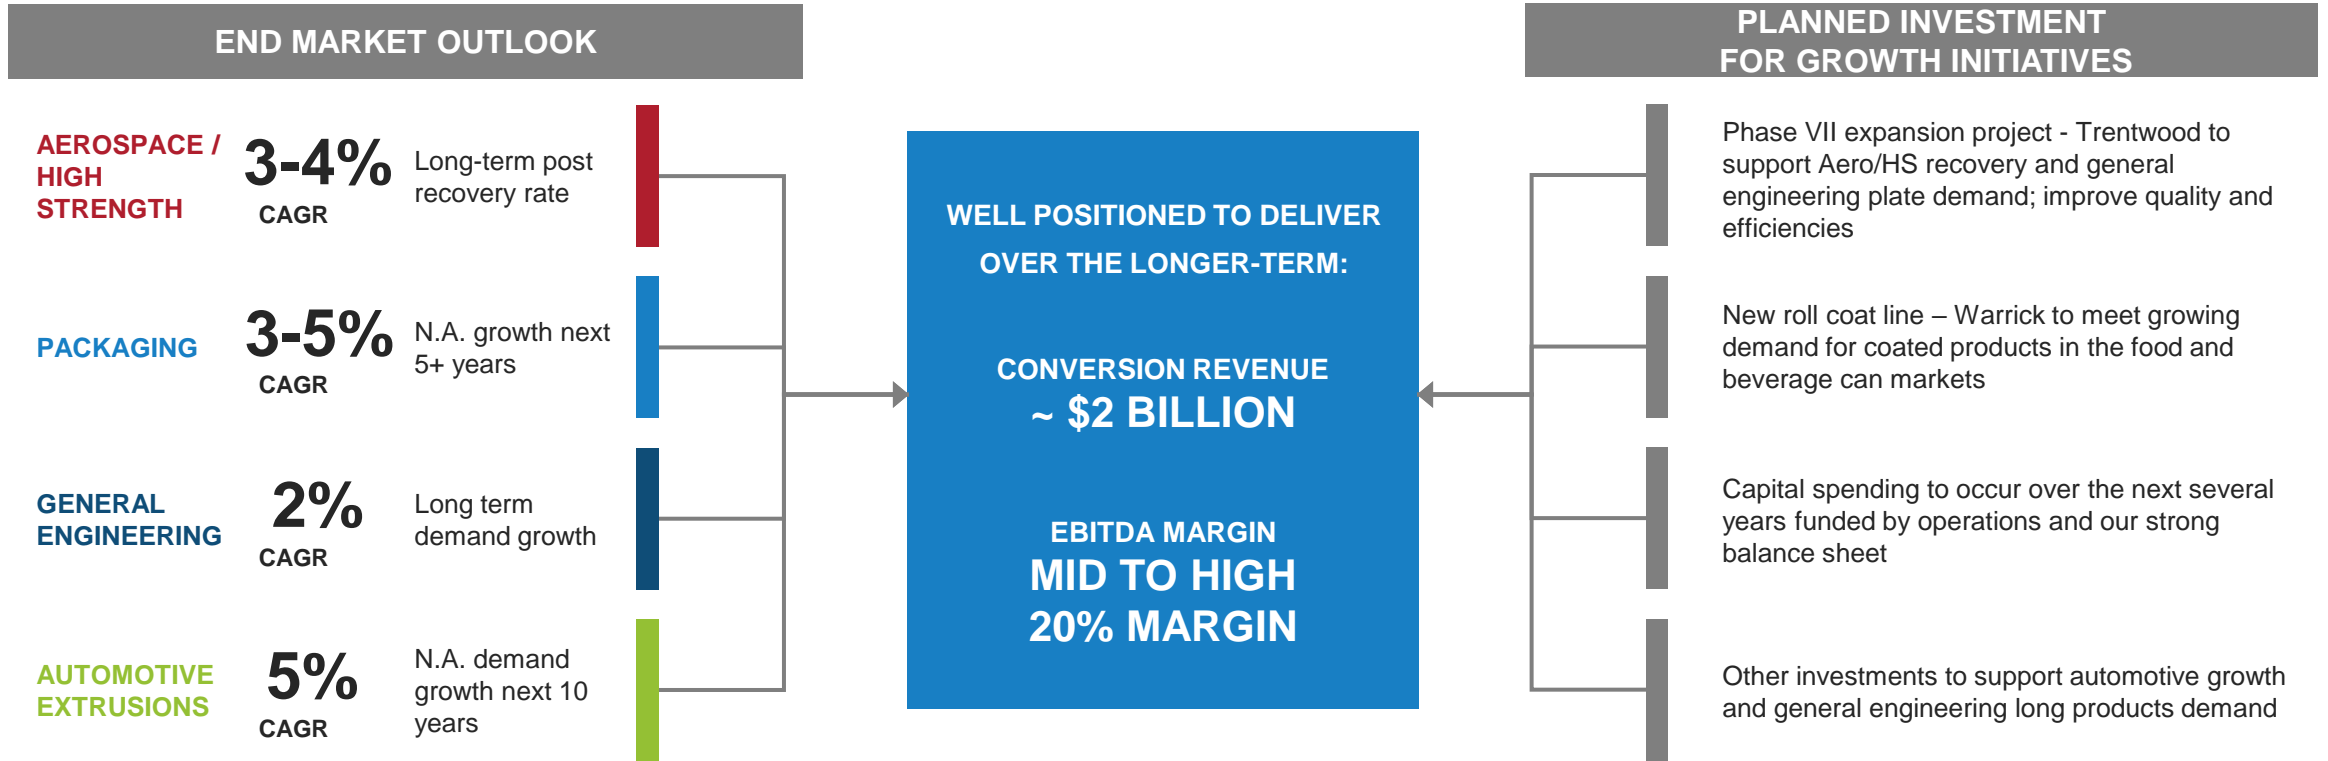 END MARKET OUTLOOK
AEROSPACE /
HIGH
STRENGTH
3-4%
CAGR
Long-term post
recovery rate
PACKAGING
3-5%
CAGR
N.A. growth next
5+ years
GENERAL
ENGINEERING
2%
CAGR
Long term
demand growth
AUTOMOTIVE
EXTRUSIONS
5%
CAGR
N.A. demand
growth next 10
years
WELL POSITIONED TO DELIVER
OVER THE LONGER-TERM:
CONVERSION REVENUE
~ $2 BILLION
EBITDA MARGIN
MID TO HIGH
20% MARGIN
PLANNED INVESTMENT
FOR GROWTH INITIATIVES
Phase VII expansion project - Trentwood to
support Aero/HS recovery and general
engineering plate demand; improve quality and
efficiencies
New roll coat line – Warrick to meet growing
demand for coated products in the food and
beverage can markets
Capital spending to occur over the next several
years funded by operations and our strong
balance sheet
Other investments to support automotive growth
and general engineering long products demand